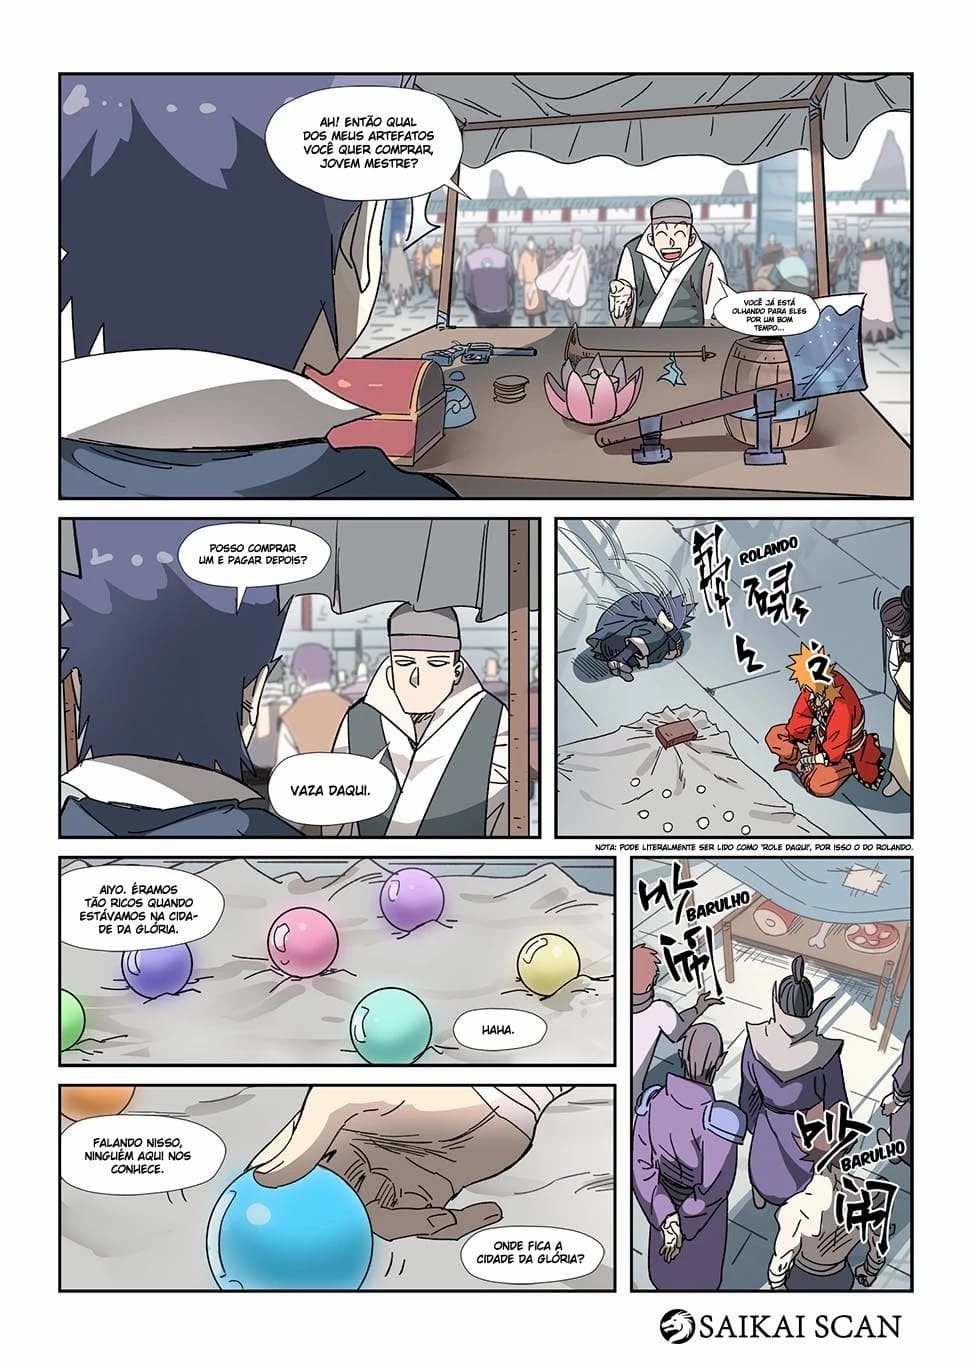 AH! ENTÃO QUAL
DOS MEUS ARTEFATOS
VOCÊ QUER COMPRAR,
JOVEM MESTRE?
VOCÊ JÁ ESTÁ
OLHANDO PARA ELES
POR UM BOM
TEMPO...
POSSO COMPRAR
UM E PAGAR DEPOIS?
VAZA DAQUI.
ROLANDO
NOTA: PODE LITERALMENTE SER LIDO COMO 'ROLE DAQUI', POR ISSO O DO ROLANDO.
AIYO. ÉRAMOS
TÃO RICOS QUANDO
ESTÁVAMOS NA CIDA-
DE DA GLÓRIA.
HAHA.
BARULHO
BARULHO
FALANDO NISSO,
NINGUÉM AQUI NOS
CONHECE.
ONDE FICA A
CIDADE DA GLÓRIA?
SAIKAI SCAN